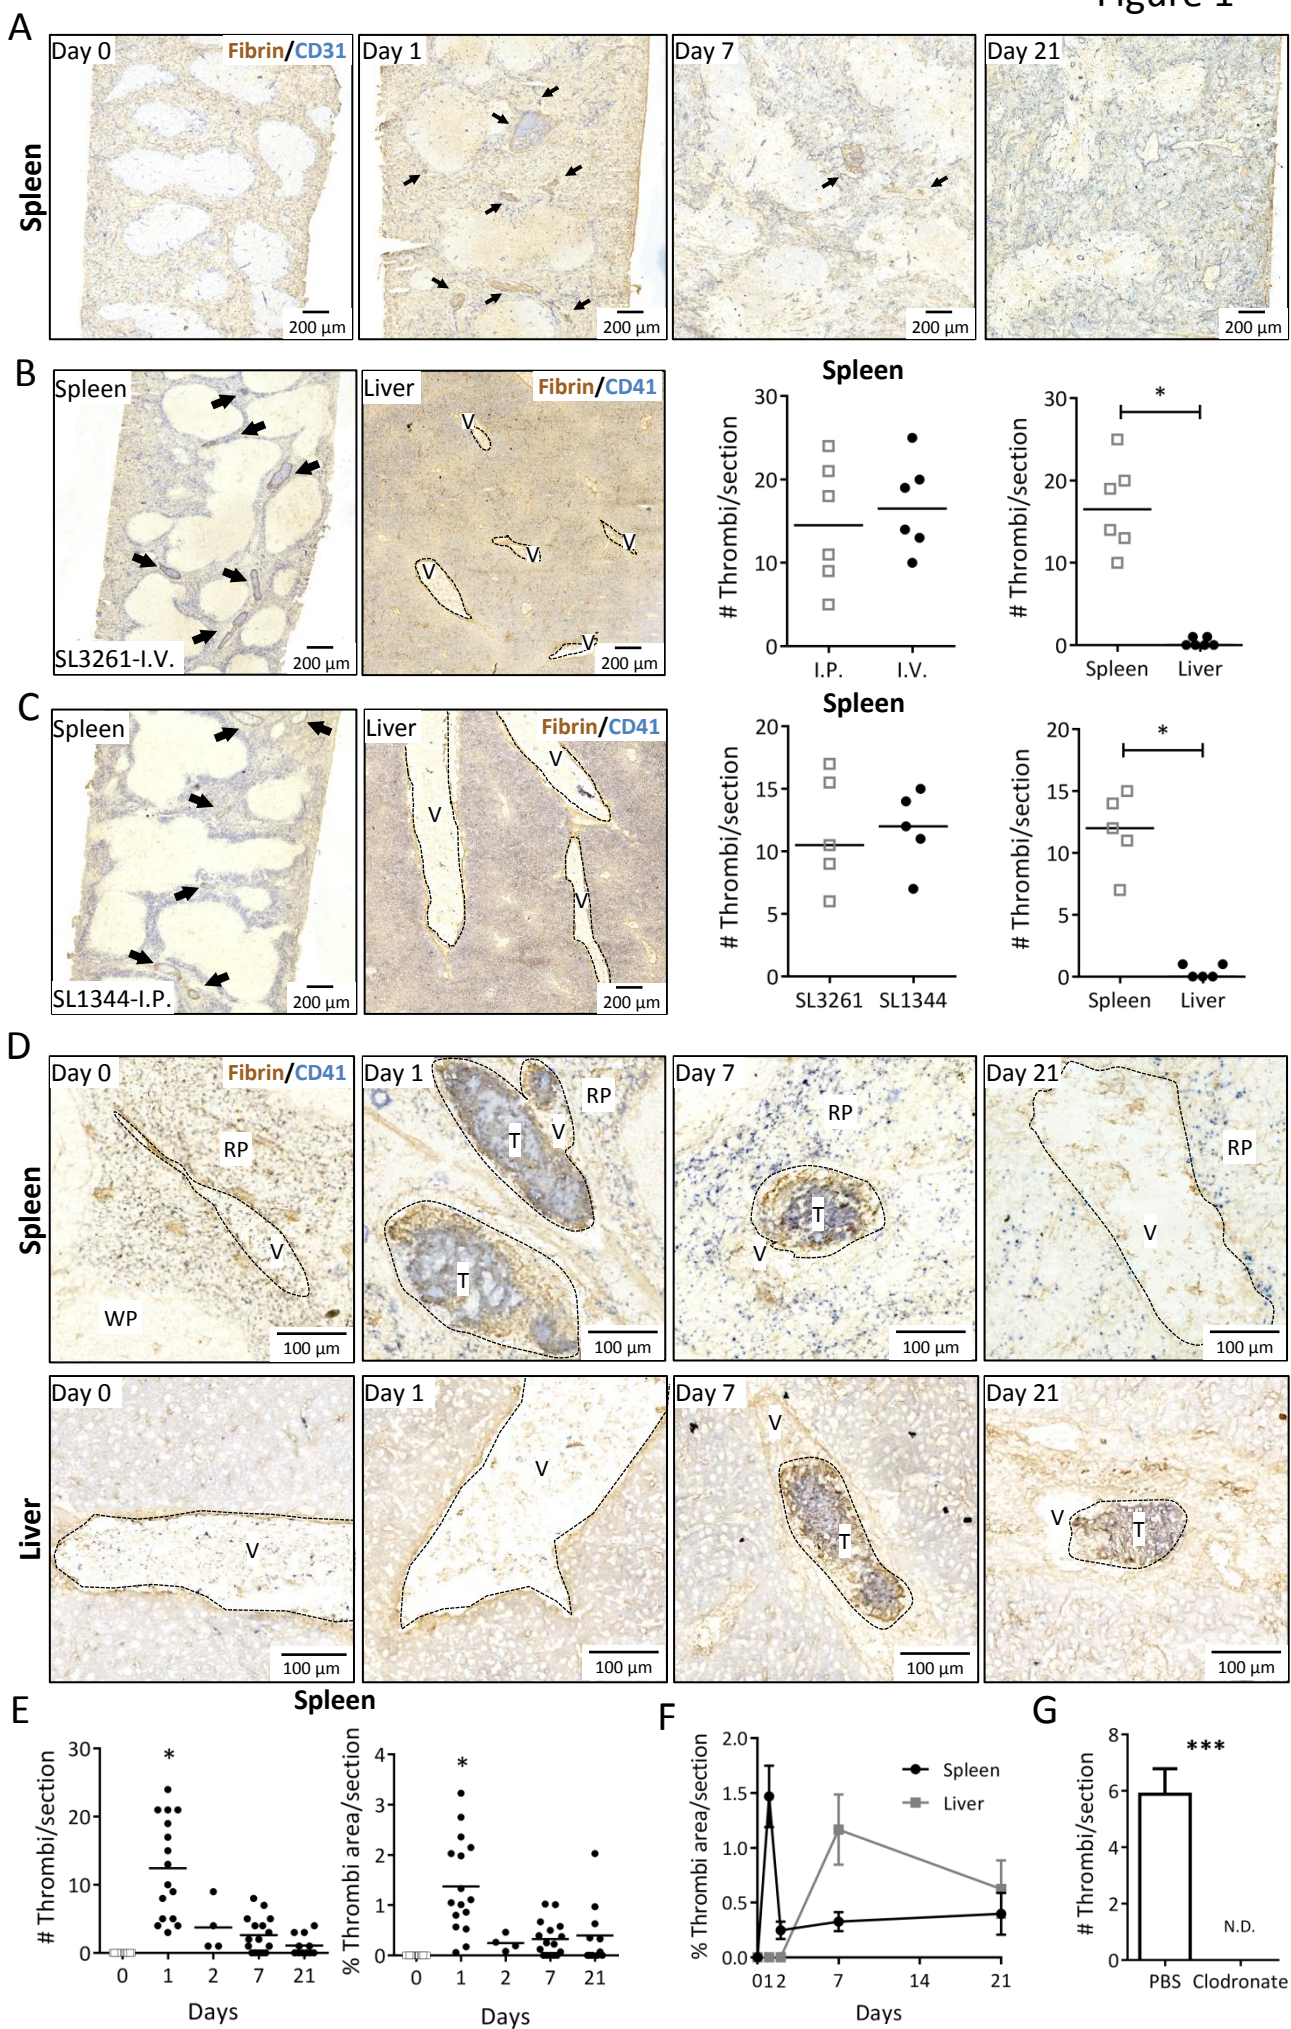 Figure 1
A
Day 0
Fibrin/CD31
Day 1
Day 7
Day 21
Spleen
200 µm
200 µm
200 µm
200 µm
B
Spleen
SL3261-I.V.
200 µm
Liver
Fibrin/CD41
V
V
V
V
V
200 µm
Spleen
# Thrombi/section
30
20
10
0
I.P.
I.V.
# Thrombi/section
30
20
10
0
*
Spleen
Liver
C
Spleen
SL1344-I.P.
200 µm
Liver
Fibrin/CD41
V
V
V
200 µm
Spleen
# Thrombi/section
20
15
10
5
0
SL3261
SL1344
# Thrombi/section
20
15
10
5
0
*
Spleen
Liver
D
Spleen
Day 0
Fibrin/CD41
RP
V
WP
100 µm
Day 1
RP
T
V
T
100 µm
Day 7
RP
T
V
100 µm
Day 21
RP
V
100 µm
Liver
Day 0
V
100 µm
Day 1
V
100 µm
Day 7
V
T
100 µm
Day 21
V
T
100 µm
E
Spleen
# Thrombi/section
30
20
10
0
*
0 1 2 7 21
Days
% Thrombi area/section
4
3
2
1
0
*
0 1 2 7 21
Days
F
% Thrombi area/section
2.0
1.5
1.0
0.5
0.0
Spleen
Liver
0 1 2 7 14 21
Days
G
# Thrombi/section
8
6
4
2
0
***
N.D.
PBS Clodronate